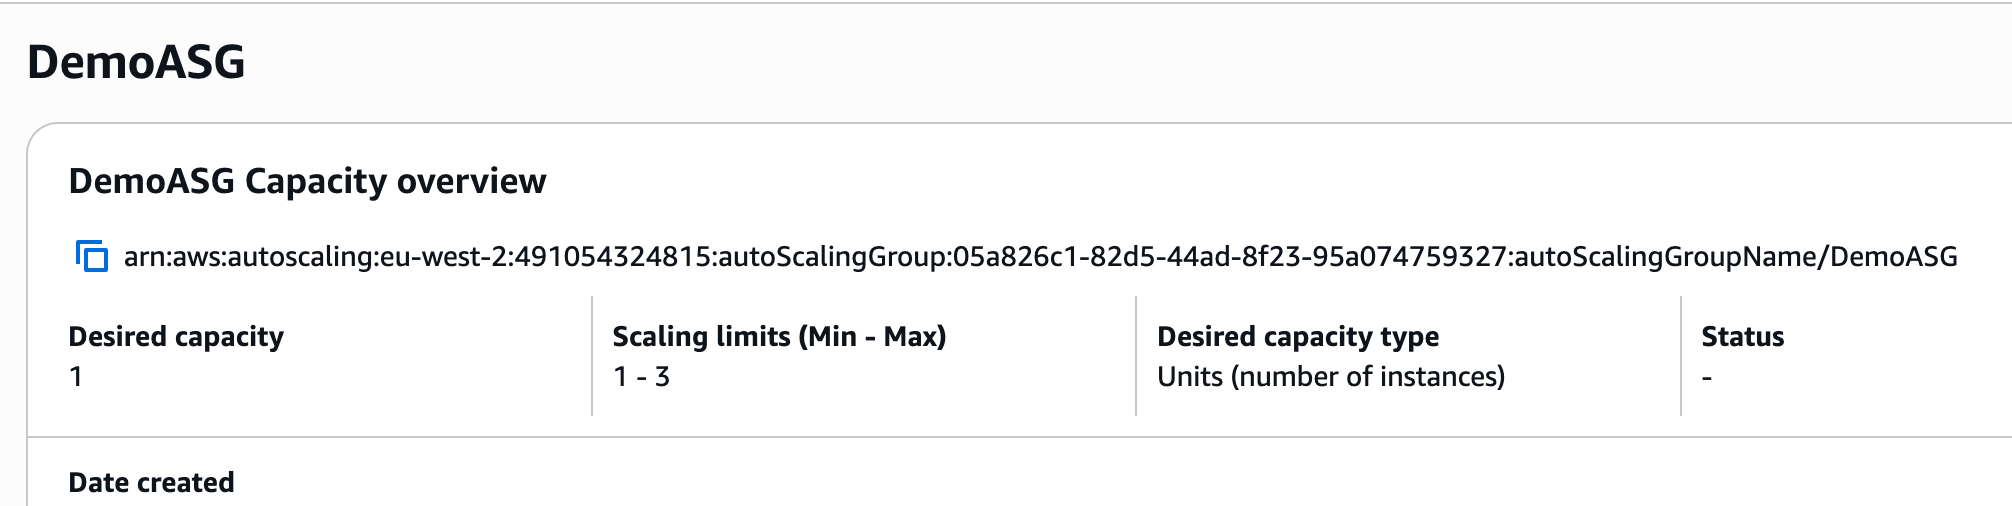 DemoASG
DemoASG Capacity overview
arn:aws:autoscaling:eu-west-2:491054324815:autoScalingGroup:05a826c1-82d5-44ad-8f23-95a074759327:autoScalingGroupName/DemoASG
Desired capacity
1
Scaling limits (Min - Max)
1 - 3
Desired capacity type
Units (number of instances)
Status
-
Date created